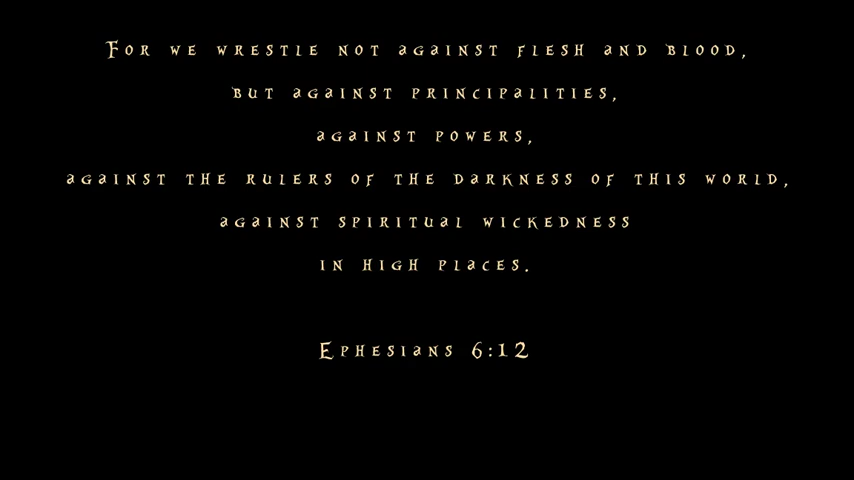 For we wrestle not against flesh and blood,
but against principalities,
against powers,
against the rulers of the darkness of this world,
against spiritual wickedness
in high places.
Ephesians 6:12